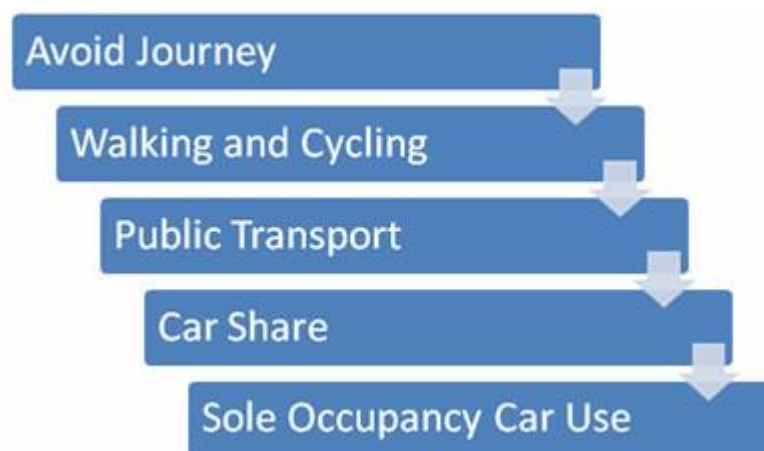 Avoid Journey
Walking and Cycling
Public Transport
Car Share
Sole Occupancy Car Use